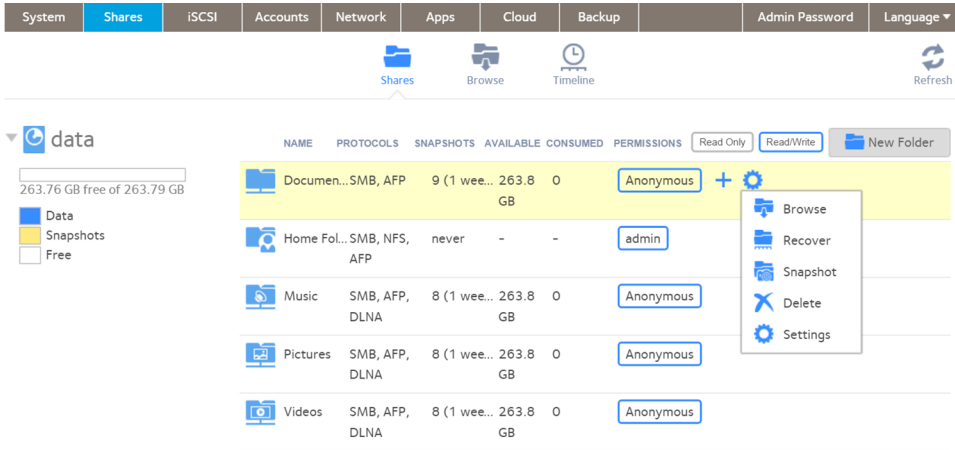 System Shares iSCSI Accounts Network Apps Cloud Backup Admin Password Language
Shares Browse Timeline Refresh
data
NAME PROTOCOLS SNAPSHOTS AVAILABLE CONSUMED PERMISSIONS Read Only Read/Write New Folder
263.76 GB free of 263.79 GB
Data
Snapshots
Free
Documen... SMB, AFP 9 (1 wee... 263.8 0 Anonymous
GB
Home Fol... SMB, NFS, never - - admin
AFP
Music SMB, AFP, 8 (1 wee... 263.8 0 Anonymous
DLNA GB
Pictures SMB, AFP, 8 (1 wee... 263.8 0 Anonymous
DLNA GB
Videos SMB, AFP, 8 (1 wee... 263.8 0 Anonymous
DLNA GB
Browse
Recover
Snapshot
Delete
Settings